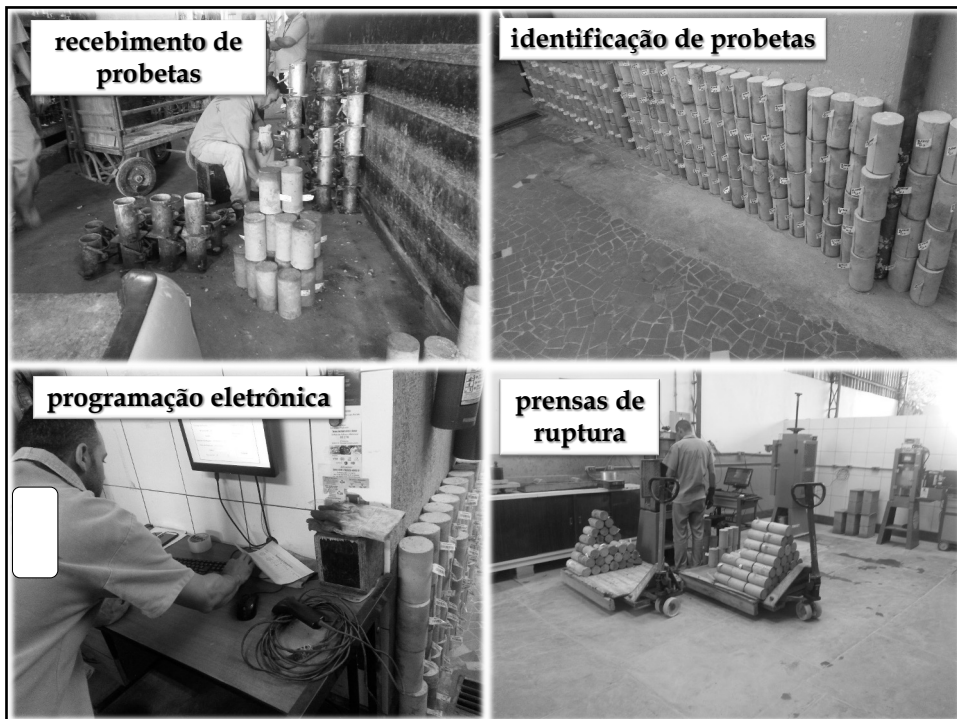 recebimento de
probetas
identificação de probetas
programação eletrônica
prensas de
ruptura